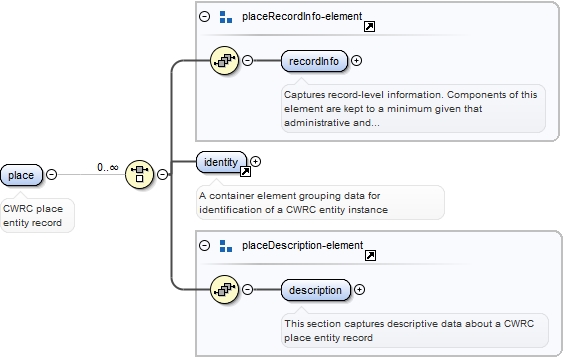 placeRecordInfo-element
recordInfo
Captures record-level information. Components of this
element are kept to a minimum given that
administrative and...
place
0..∞
CWRC place
entity record
identity
A container element grouping data for
identification of a CWRC entity instance
placeDescription-element
description
This section captures descriptive data about a CWRC
place entity record